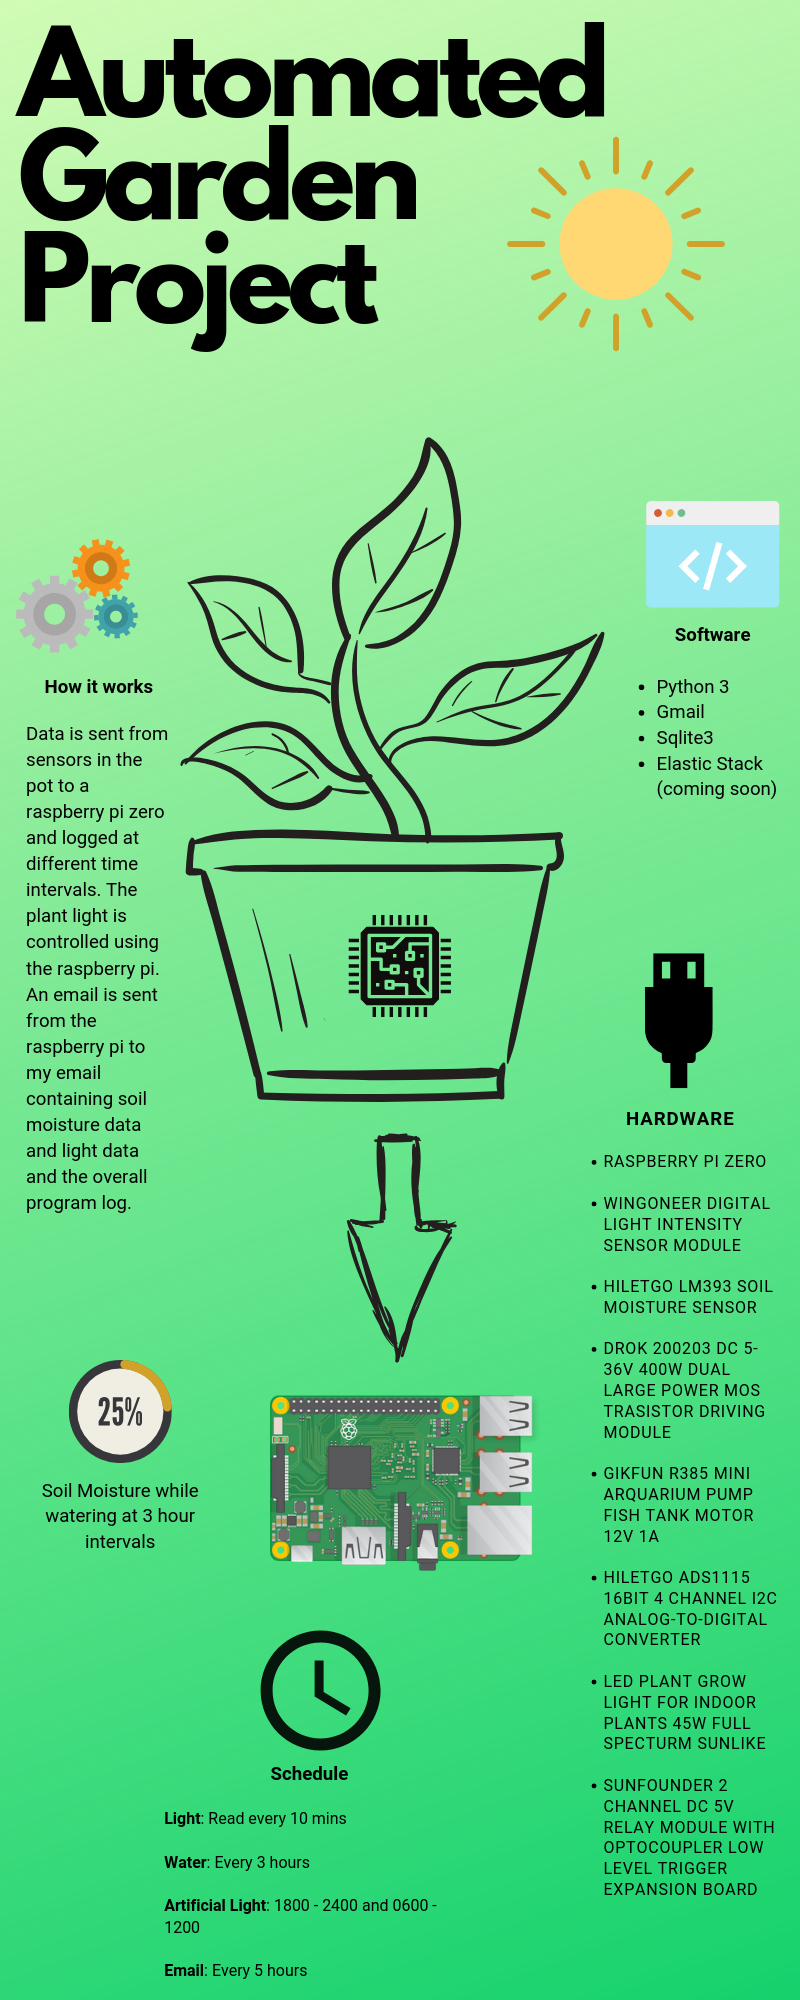 Automated
Garden
Project
How it works
Data is sent from
sensors in the
pot to a
raspberry pi zero
and logged at
different time
intervals. The
plant light is
controlled using
the raspberry pi.
An email is sent
from the
raspberry pi to
my email
containing soil
moisture data
and light data
and the overall
program log.
</>
Software
• Python 3
• Gmail
• Sqlite3
• Elastic Stack
(coming soon)
HARDWARE
• RASPBERRY PI ZERO
• WINGONEER DIGITAL
LIGHT INTENSITY
SENSOR MODULE
• HILETGO LM393 SOIL
MOISTURE SENSOR
• DROK 200203 DC 5-
36V 400W DUAL
LARGE POWER MOS
TRASISTOR DRIVING
MODULE
• GIKFUN R385 MINI
ARQUARIUM PUMP
FISH TANK MOTOR
12V 1A
• HILETGO ADS1115
16BIT 4 CHANNEL I2C
ANALOG-TO-DIGITAL
CONVERTER
• LED PLANT GROW
LIGHT FOR INDOOR
PLANTS 45W FULL
SPECTURM SUNLIKE
• SUNFOUNDER 2
CHANNEL DC 5V
RELAY MODULE WITH
OPTOCOUPLER LOW
LEVEL TRIGGER
EXPANSION BOARD
25%
Soil Moisture while
watering at 3 hour
intervals
Schedule
Light: Read every 10 mins
Water: Every 3 hours
Artificial Light: 1800 - 2400 and 0600 -
1200
Email: Every 5 hours